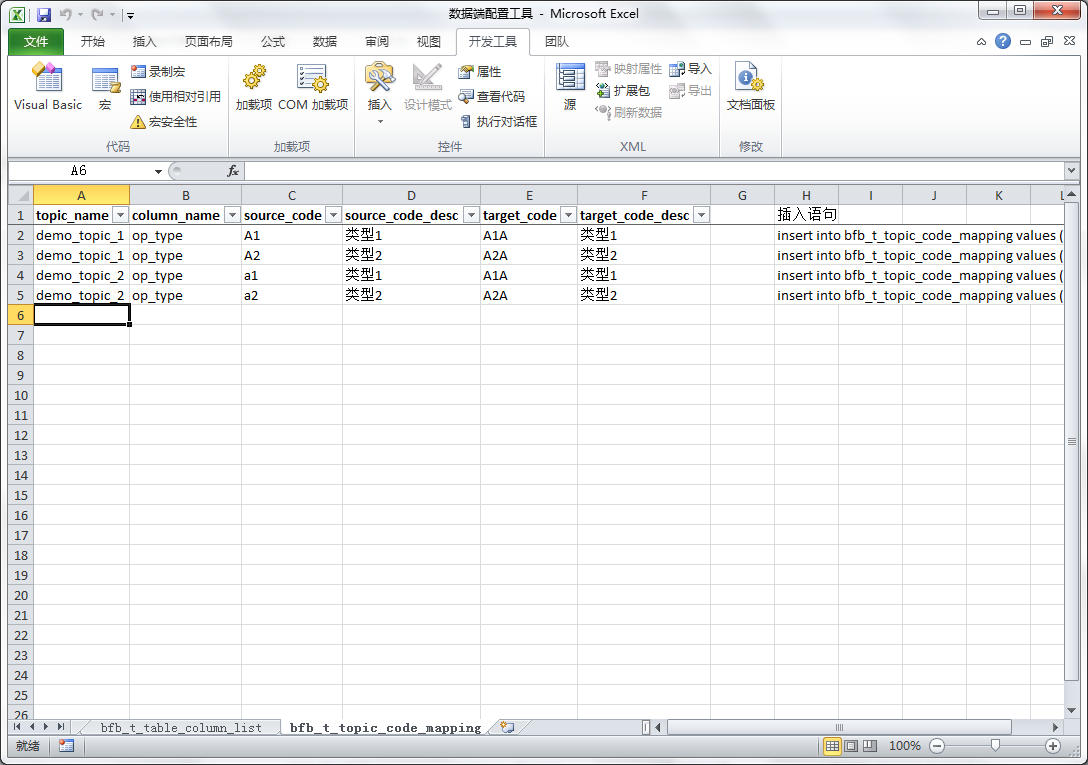 数据端配置工具 - Microsoft Excel
文件 开始 插入 页面布局 公式 数据 审阅 视图 开发工具 团队
Visual Basic 宏 录制宏 使用相对引用 宏安全性 加载项 COM 加载项 插入 设计模式 属性 查看代码 执行对话框 源 映射属性 扩展包 刷新数据 导入 导出 文档面板
代码 加载项 控件 XML 修改
A6 fx
A B C D E F G H I J K L
1 topic_name column_name source_code source_code_desc target_code target_code_desc 插入语句
2 demo_topic_1 op_type A1 类型1 A1A 类型1 insert into bfb_t_topic_code_mapping values (
3 demo_topic_1 op_type A2 类型2 A2A 类型2 insert into bfb_t_topic_code_mapping values (
4 demo_topic_2 op_type a1 类型1 A1A 类型1 insert into bfb_t_topic_code_mapping values (
5 demo_topic_2 op_type a2 类型2 A2A 类型2 insert into bfb_t_topic_code_mapping values (
6
7
8
9
10
11
12
13
14
15
16
17
18
19
20
21
22
23
24
25
26
bfb_t_table_column_list bfb_t_topic_code_mapping
就绪 100%